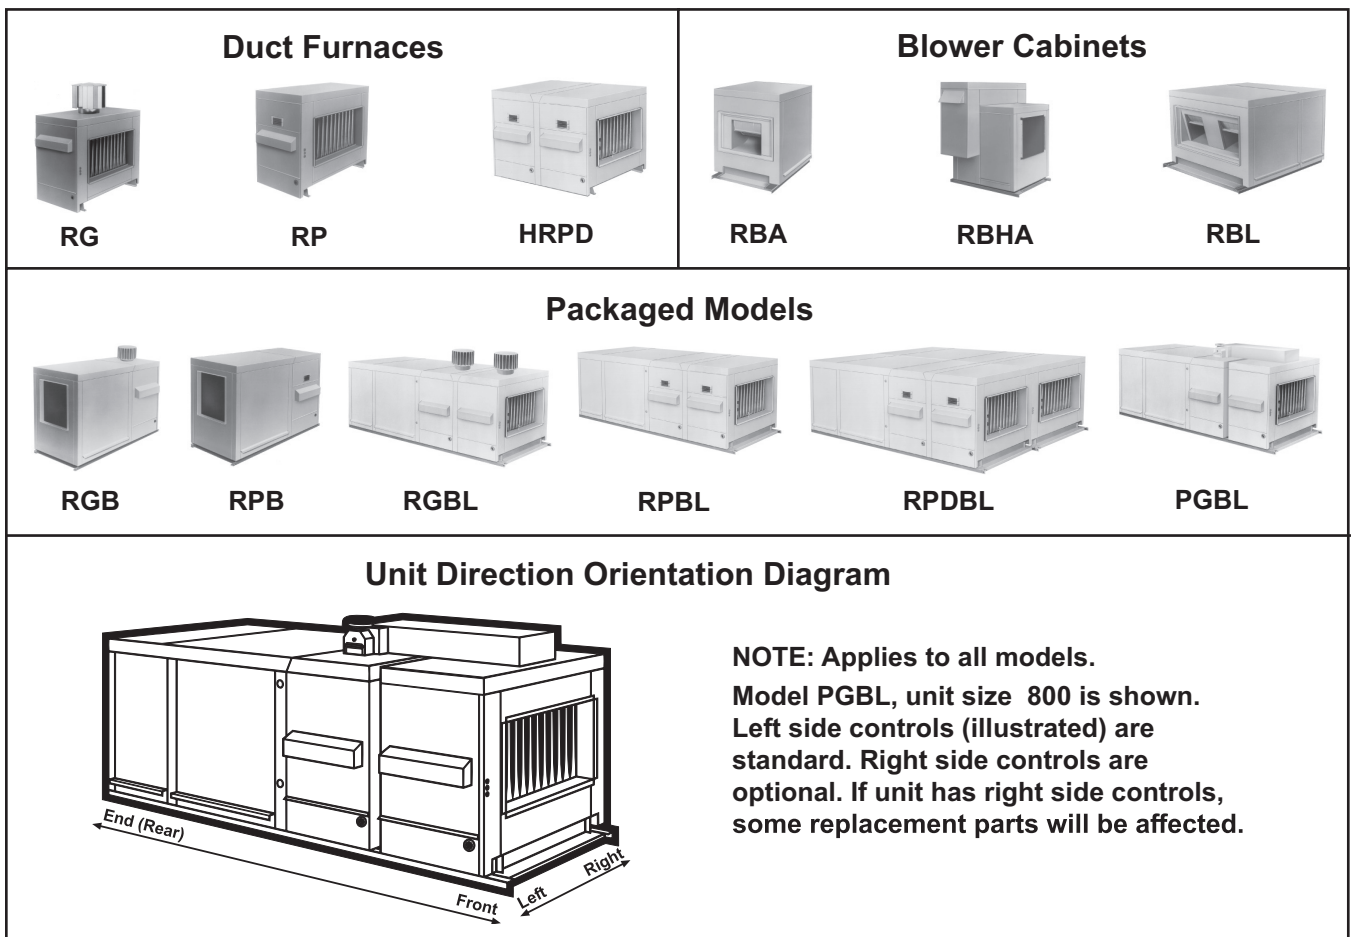 Duct Furnaces
RG
RP
HRPD
Blower Cabinets
RBA
RBHA
RBL
Packaged Models
RGB
RPB
RGBL
RPBL
RPDBL
PGBL
Unit Direction Orientation Diagram
End (Rear)
Front
Left
Right
NOTE: Applies to all models.
Model PGBL, unit size 800 is shown.
Left side controls (illustrated) are
standard. Right side controls are
optional. If unit has right side controls,
some replacement parts will be affected.